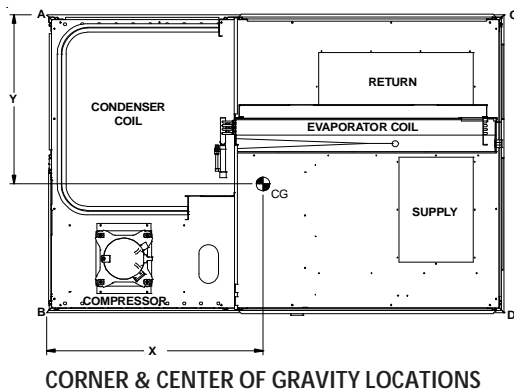 A
C
Y
CONDENSER
COIL
RETURN
EVAPORATOR COIL
CG
SUPPLY
COMPRESSOR
B
D
X
CORNER & CENTER OF GRAVITY LOCATIONS